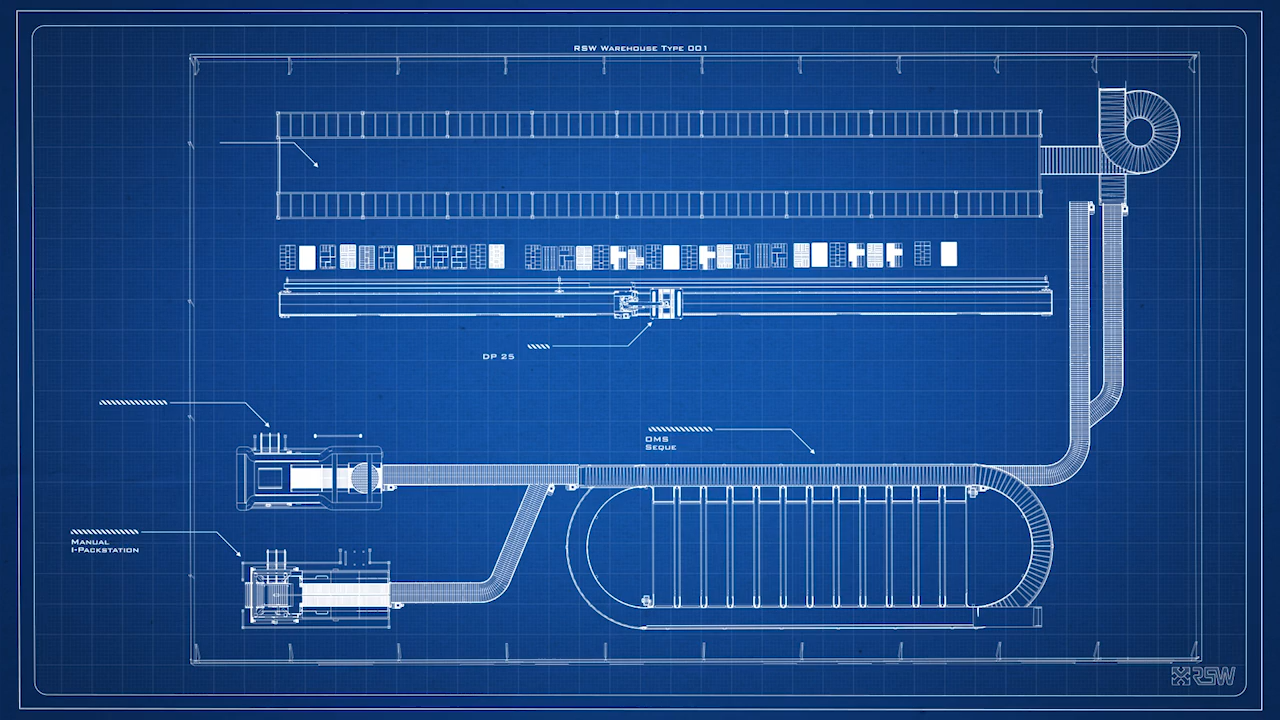 RSW Warehouse Type 001
DP 25
OMS
Seque
Manual
I-Packstation
RSW